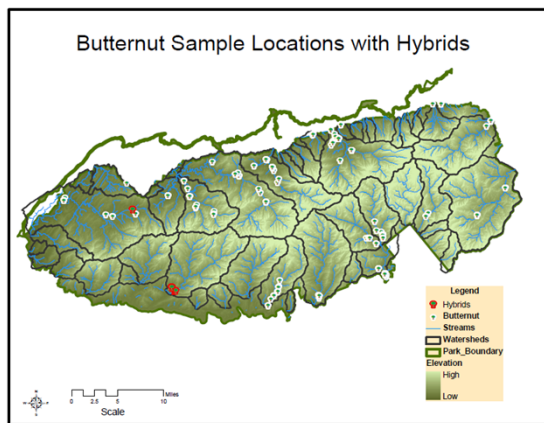 Butternut Sample Locations with Hybrids
Legend
Hybrids
Butternut
Streams
Watersheds
Park_Boundary
Elevation
High
Low
Miles
0 2.5 5 10
Scale